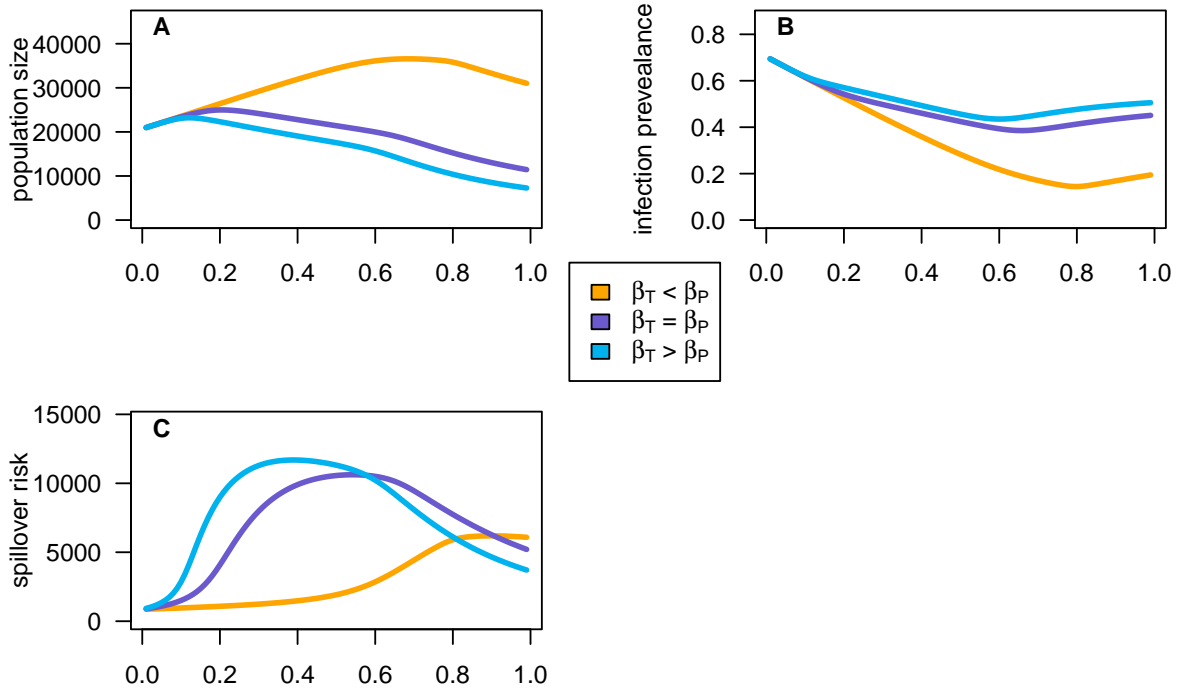 A
population size
40000
30000
20000
10000
0
0.0 0.2 0.4 0.6 0.8 1.0
B
infection prevealance
0.8
0.6
0.4
0.2
0.0
0.0 0.2 0.4 0.6 0.8 1.0
βT < βP
βT = βP
βT > βP
C
spillover risk
15000
10000
5000
0
0.0 0.2 0.4 0.6 0.8 1.0